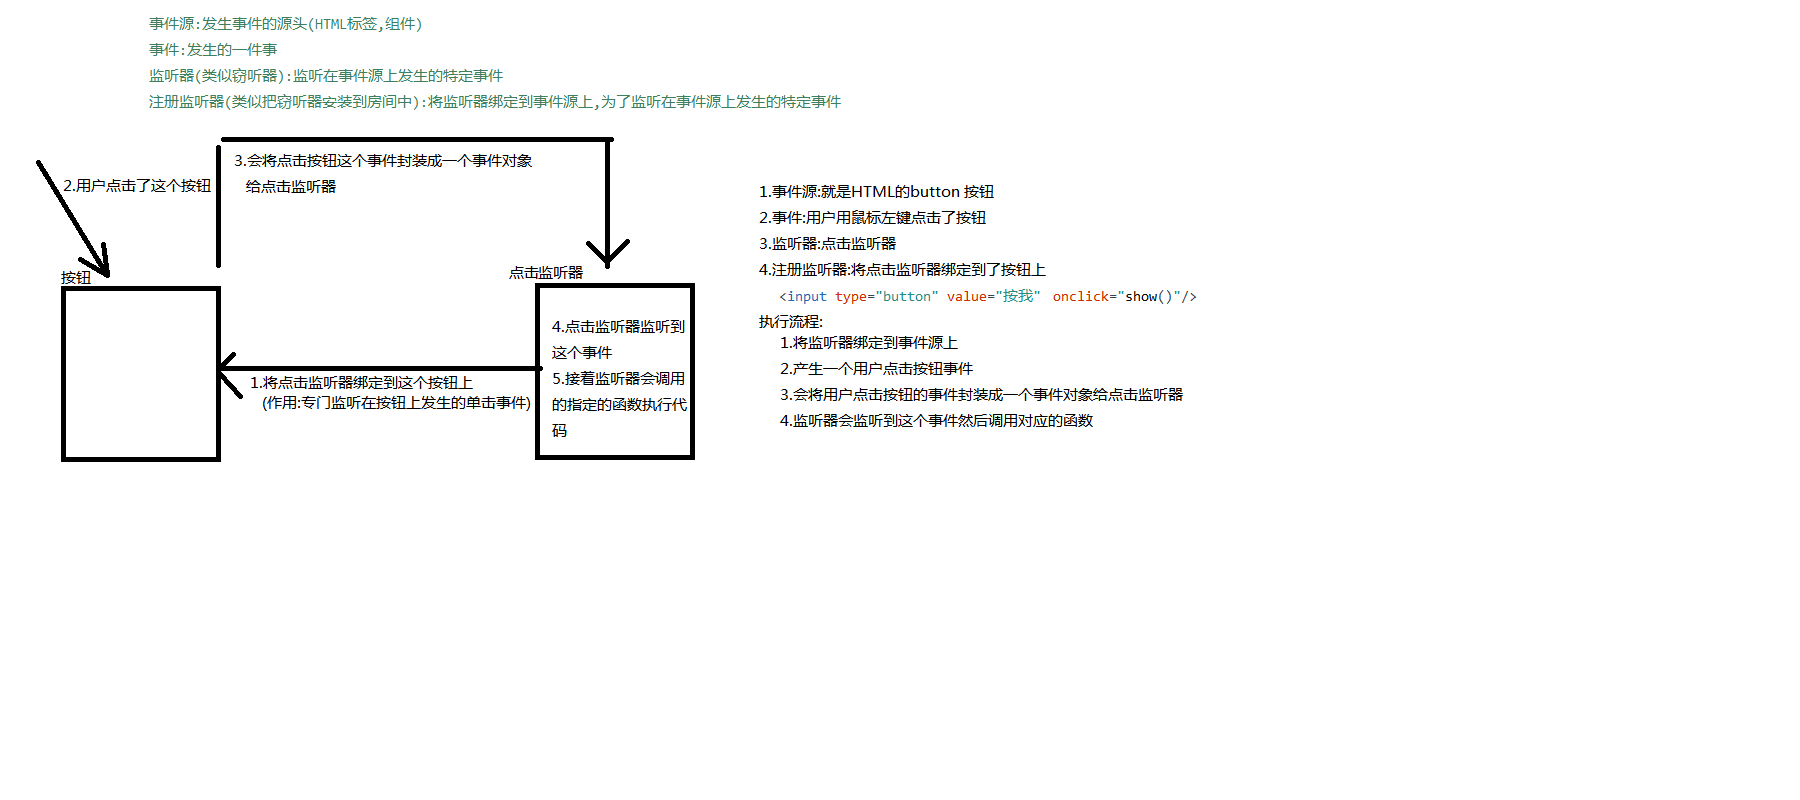 事件源:发生事件的源头(HTML标签,组件)
事件:发生的一件事
监听器(类似窃听器):监听在事件源上发生的特定事件
注册监听器(类似把窃听器安装到房间中):将监听器绑定到事件源上,为了监听在事件源上发生的特定事件
2.用户点击了这个按钮
3.会将点击按钮这个事件封装成一个事件对象
给点击监听器
按钮
点击监听器
4.点击监听器监听到
这个事件
5.接着监听器会调用
的指定的函数执行代
码
1.将点击监听器绑定到这个按钮上
(作用:专门监听在按钮上发生的单击事件)
1.事件源:就是HTML的button 按钮
2.事件:用户用鼠标左键点击了按钮
3.监听器:点击监听器
4.注册监听器:将点击监听器绑定到了按钮上
<input type="button" value="按我" onclick="show()"/>
执行流程:
1.将监听器绑定到事件源上
2.产生一个用户点击按钮事件
3.会将用户点击按钮的事件封装成一个事件对象给点击监听器
4.监听器会监听到这个事件然后调用对应的函数